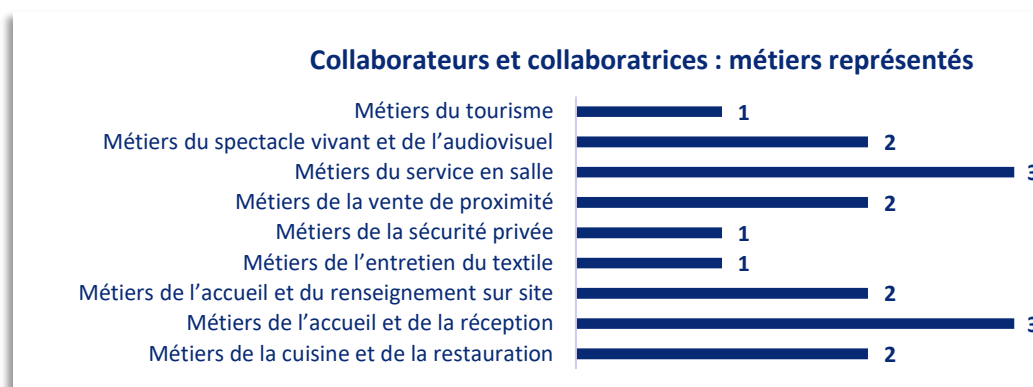 Collaborateurs et collaboratrices : métiers représentés
Métiers du tourisme 1
Métiers du spectacle vivant et de l’audiovisuel 2
Métiers du service en salle 3
Métiers de la vente de proximité 2
Métiers de la sécurité privée 1
Métiers de l’entretien du textile 1
Métiers de l’accueil et du renseignement sur site 2
Métiers de l’accueil et de la réception 3
Métiers de la cuisine et de la restauration 2